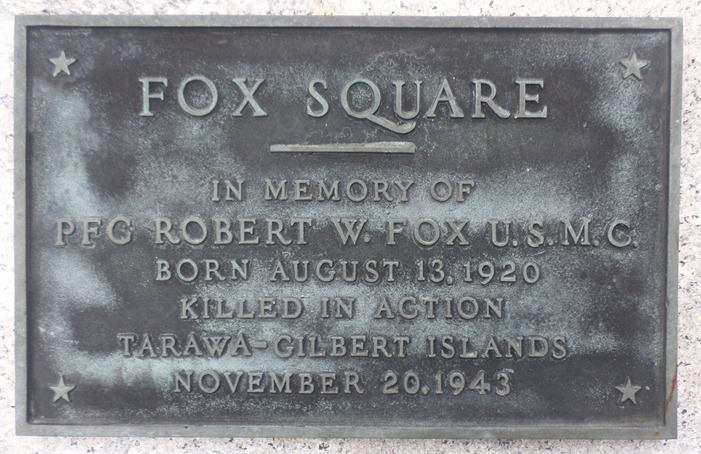 FOX SQUARE
IN MEMORY OF
PFC ROBERT W. FOX U.S.M.C.
BORN AUGUST 13, 1920
KILLED IN ACTION
TARAWA-GILBERT ISLANDS
NOVEMBER 20, 1943